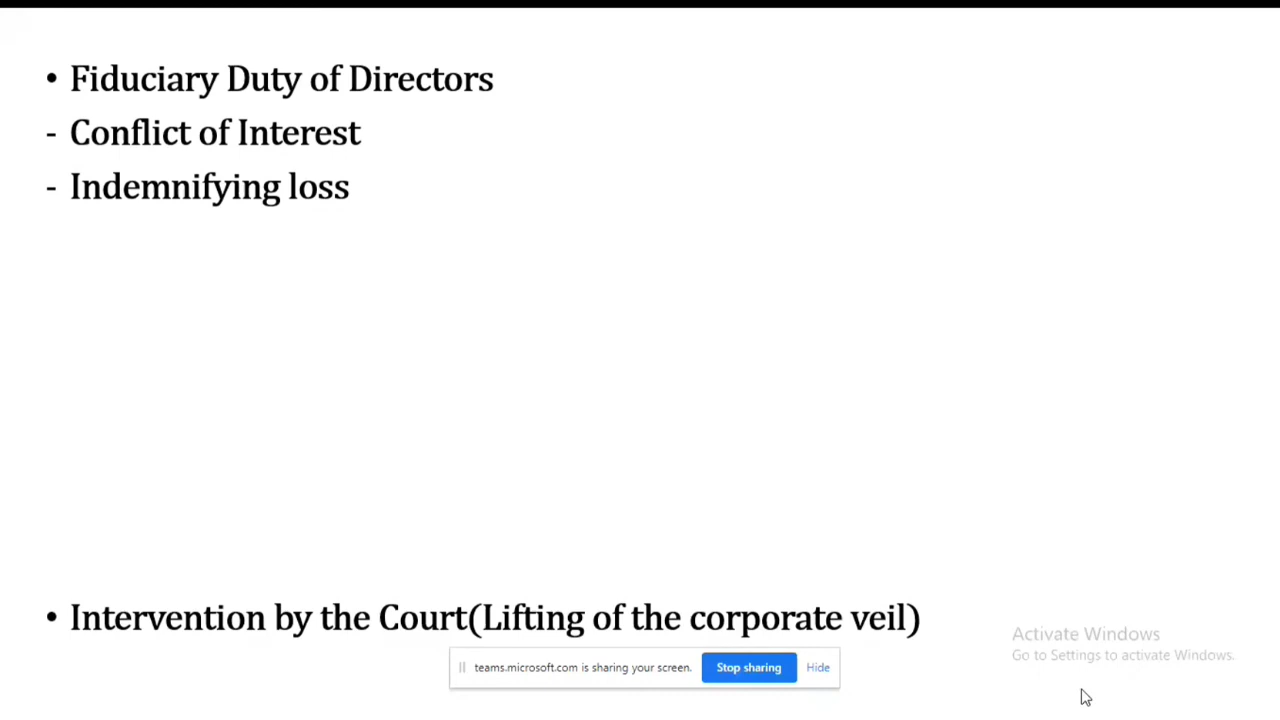 • Fiduciary Duty of Directors
- Conflict of Interest
- Indemnifying loss
• Intervention by the Court(Lifting of the corporate veil)
Activate Windows
Go to Settings to activate Windows.
teams.microsoft.com is sharing your screen. Stop sharing Hide